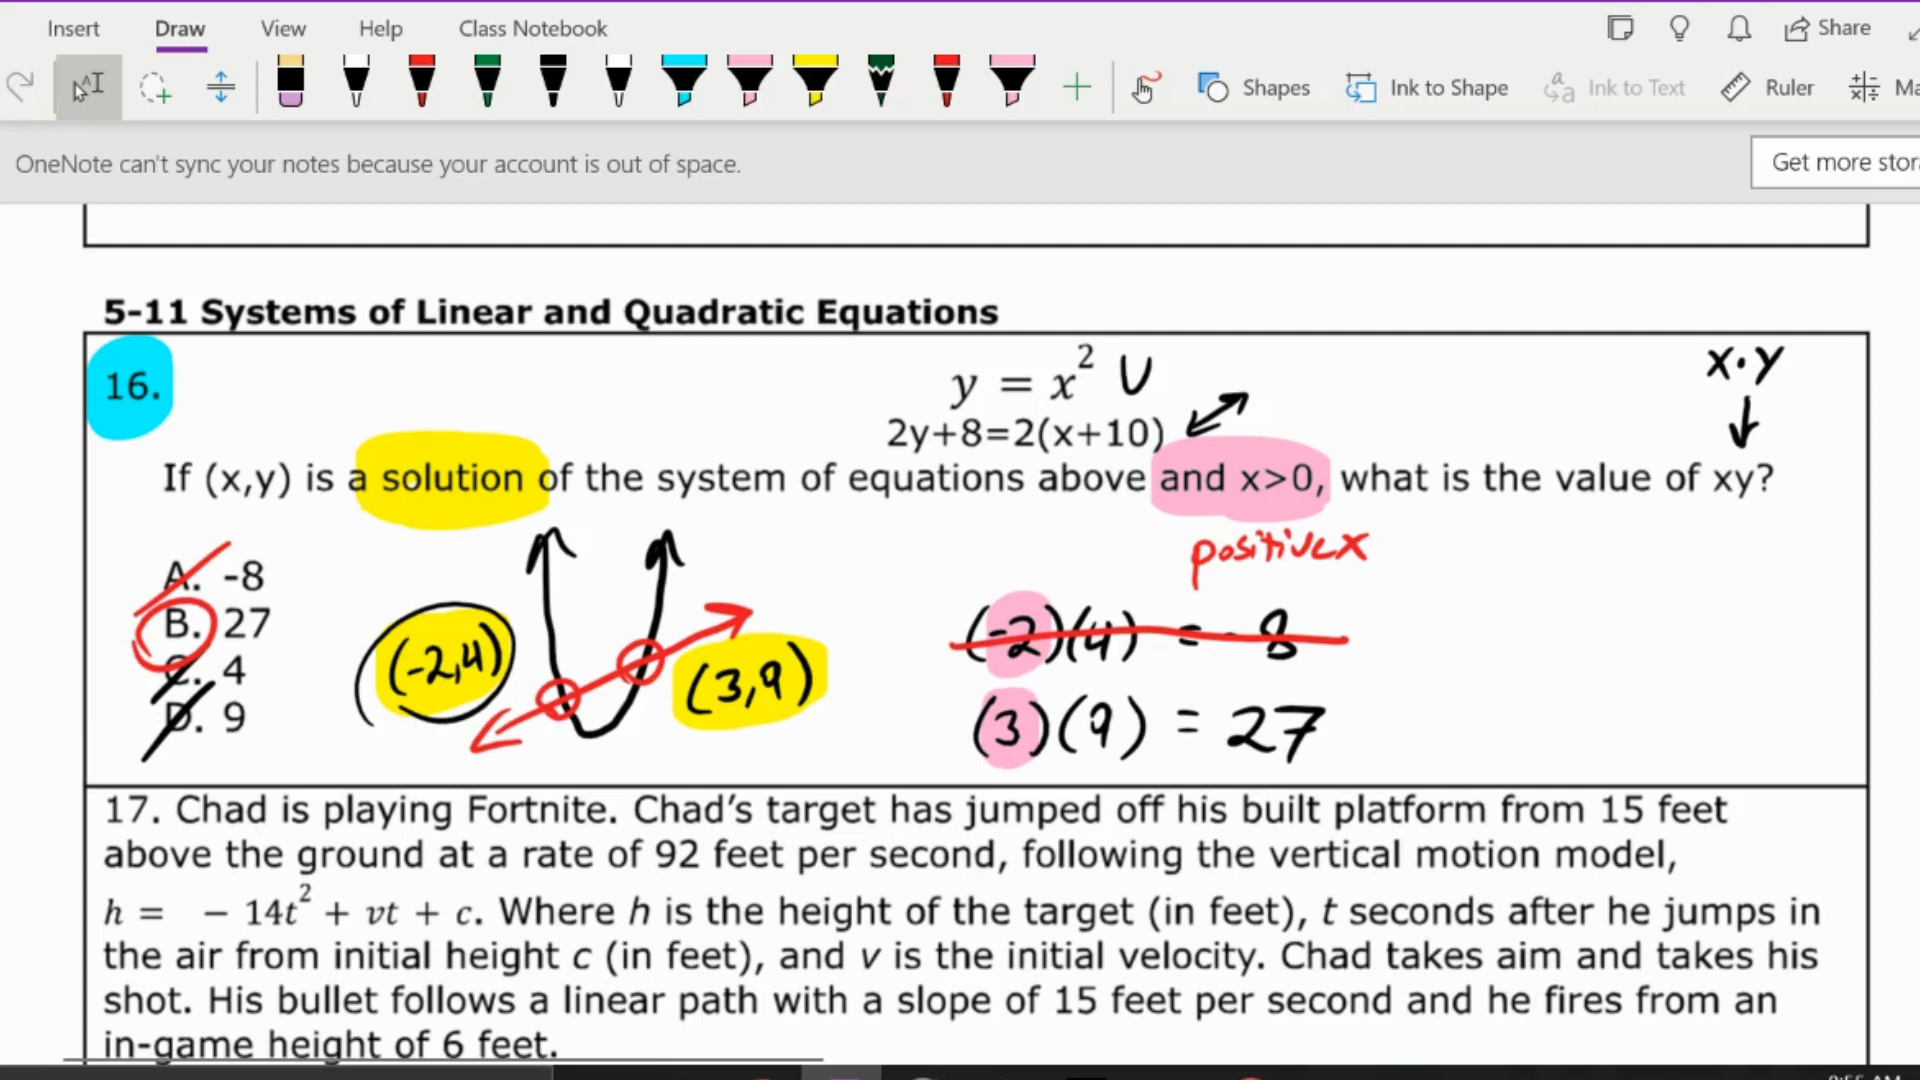 Insert Draw View Help Class Notebook Share
Shapes Ink to Shape Ink to Text Ruler Ma
OneNote can't sync your notes because your account is out of space. Get more stor
5-11 Systems of Linear and Quadratic Equations
16. y = x² U x·y
2y+8=2(x+10)
If (x,y) is a solution of the system of equations above and x>0, what is the value of xy?
positive x
A. -8
B. 27
C. 4
D. 9
(-2,4)
(3,9)
(-2)(4) = -8
(3)(9) = 27
17. Chad is playing Fortnite. Chad's target has jumped off his built platform from 15 feet
above the ground at a rate of 92 feet per second, following the vertical motion model,
h = − 14t² + vt + c. Where h is the height of the target (in feet), t seconds after he jumps in
the air from initial height c (in feet), and v is the initial velocity. Chad takes aim and takes his
shot. His bullet follows a linear path with a slope of 15 feet per second and he fires from an
in-game height of 6 feet.